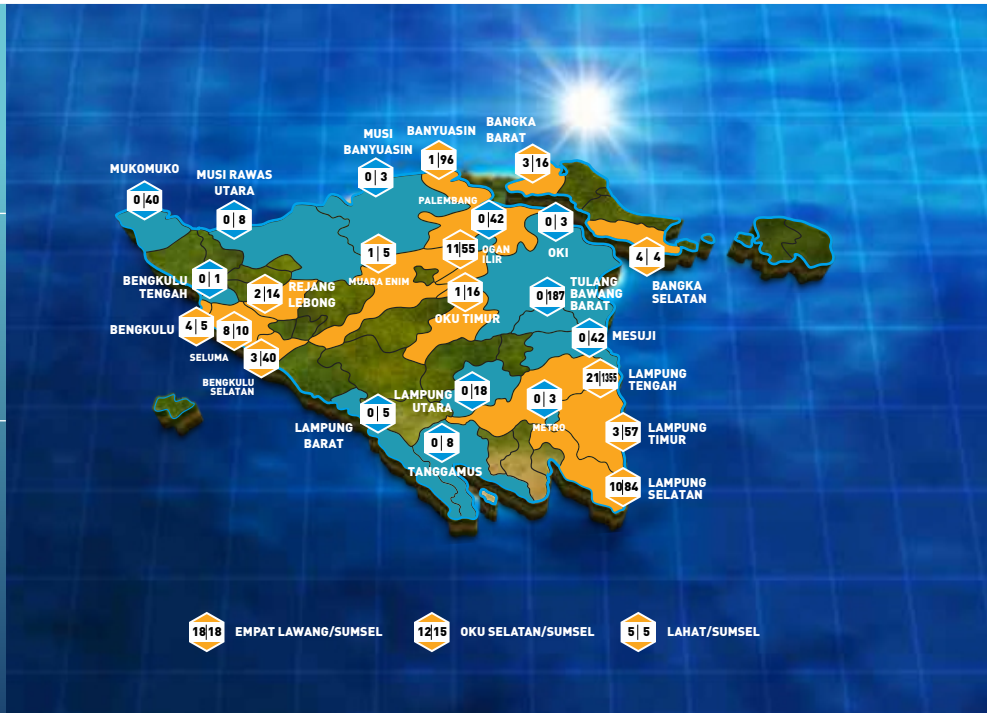 BANGKA
BARAT
3|16
MUSI
BANYUASIN
0|3
BANYUASIN
1|96
MUKOMUKO
0|40
MUSI RAWAS
UTARA
0|8
PALEMBANG
0|42
0|3
OKI
11|55
OGAN
ILIR
1|5
MUARA ENIM
4|4
BANGKA
SELATAN
BENGKULU
TENGAH
0|1
2|14
REJANG
LEBONG
1|16
OKU TIMUR
0|187
TULANG
BAWANG
BARAT
BENGKULU
4|5
8|10
SELUMA
0|42
MESUJI
3|40
BENGKULU
SELATAN
21|1355
LAMPUNG
TENGAH
LAMPUNG
UTARA
0|18
0|3
METRO
0|5
LAMPUNG
BARAT
3|57
LAMPUNG
TIMUR
0|8
TANGGAMUS
10|84
LAMPUNG
SELATAN
18|18 EMPAT LAWANG/SUMSEL
12|15 OKU SELATAN/SUMSEL
5|5 LAHAT/SUMSEL